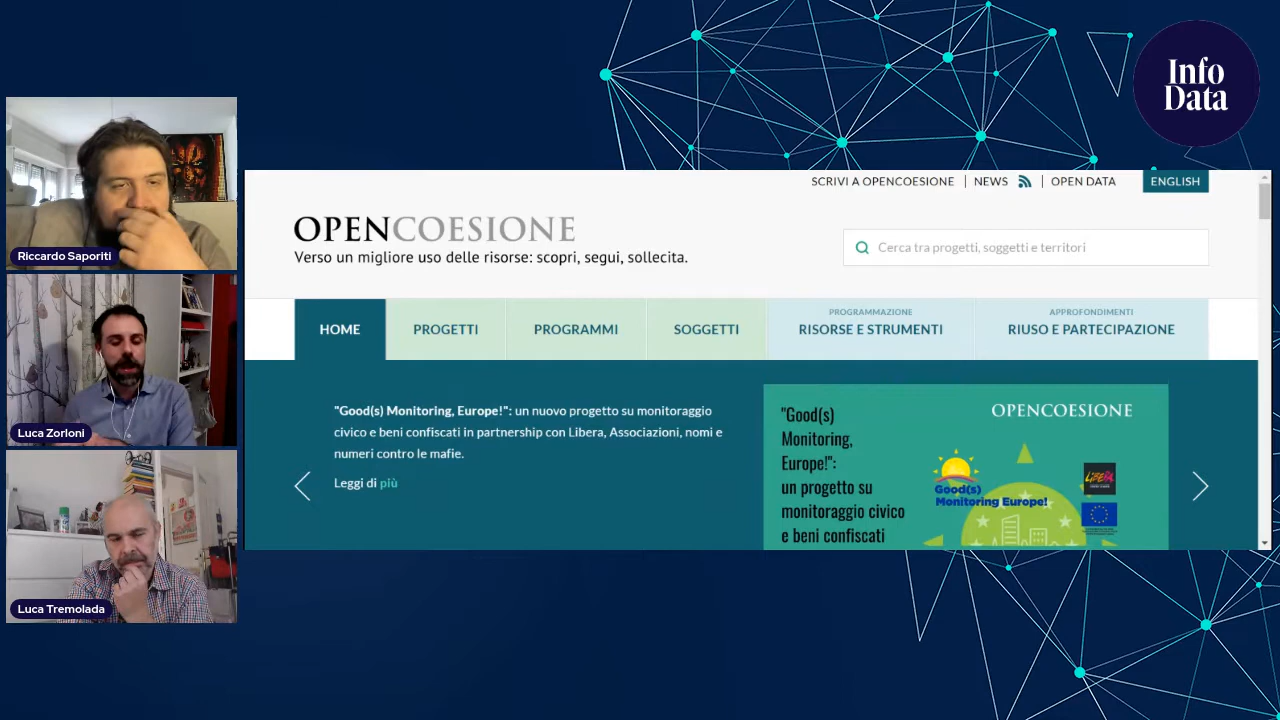 Info
Data
Riccardo Saporiti
Luca Zorloni
Luca Tremolada
SCRIVI A OPENCOESIONE
NEWS
OPEN DATA
ENGLISH
OPENCOESIONE
Verso un migliore uso delle risorse: scopri, segui, sollecita.
Cerca tra progetti, soggetti e territori
HOME
PROGETTI
PROGRAMMI
SOGGETTI
PROGRAMMAZIONE
RISORSE E STRUMENTI
APPROFONDIMENTI
RIUSO E PARTECIPAZIONE
"Good(s) Monitoring, Europe!": un nuovo progetto su monitoraggio
civico e beni confiscati in partnership con Libera, Associazioni, nomi e
numeri contro le mafie.
Leggi di più
"Good(s)
Monitoring,
Europe!":
un progetto su
monitoraggio civico
e beni confiscati
OPENCOESIONE
Good(s)
Monitoring Europe!
LIBERA